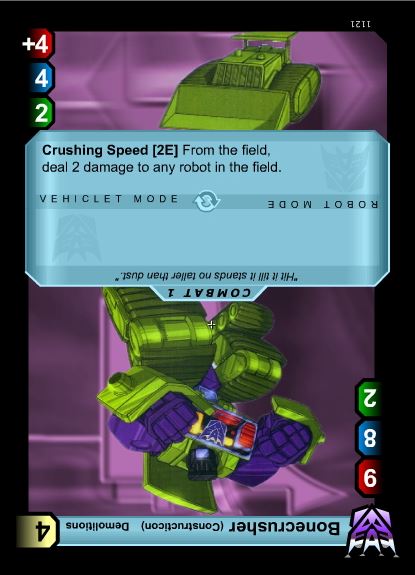 1121
+4
4
2
Crushing Speed [2E] From the field,
deal 2 damage to any robot in the field.
VEHICLET MODE
ROBOT MODE
"Hit it till it stands no taller than dust."
COMBAT 1
2
8
9
4 Demolitions (Constructicon) Bonecrusher